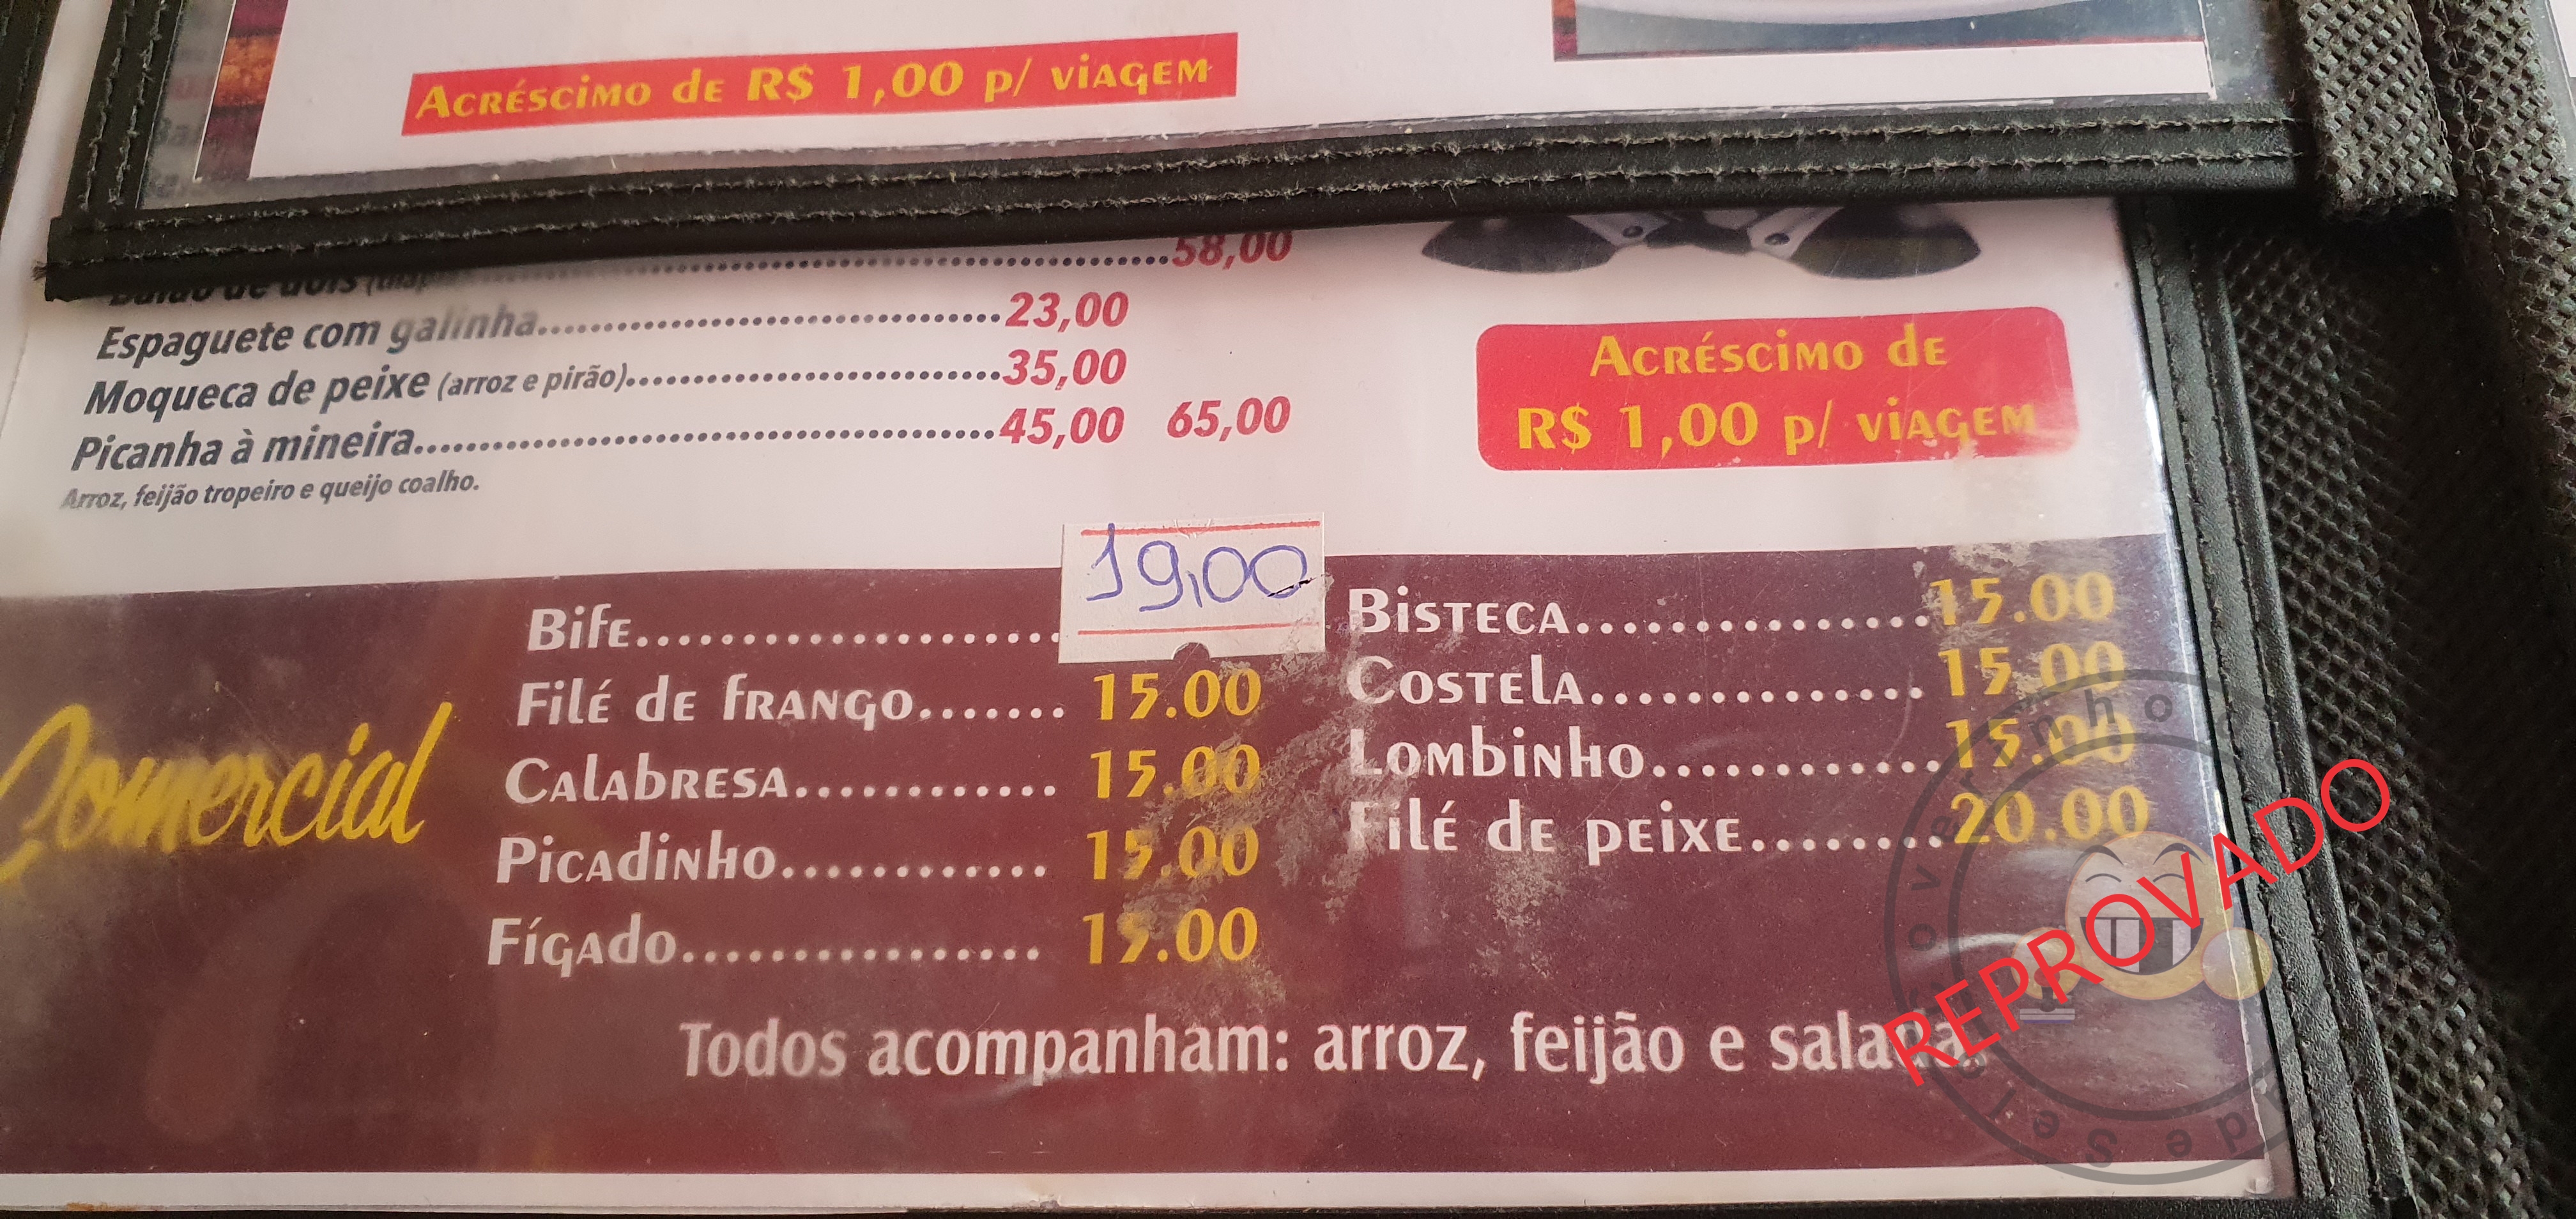 Acréscimo de R$ 1,00 p/ viagem
Baião de dois 58,00
Espaguete com galinha 23,00
Moqueca de peixe (arroz e pirão) 35,00
Picanha à mineira 45,00 65,00
Arroz, feijão tropeiro e queijo coalho.
Acréscimo de
R$ 1,00 p/ viagem
Comercial
Bife 19,00
Filé de frango 15.00
Calabresa 15.00
Picadinho 15.00
Fígado 15.00
Bisteca 15.00
Costela 15.00
Lombinho 15.00
Filé de peixe 20.00
Todos acompanham: arroz, feijão e salada.
REPROVADO